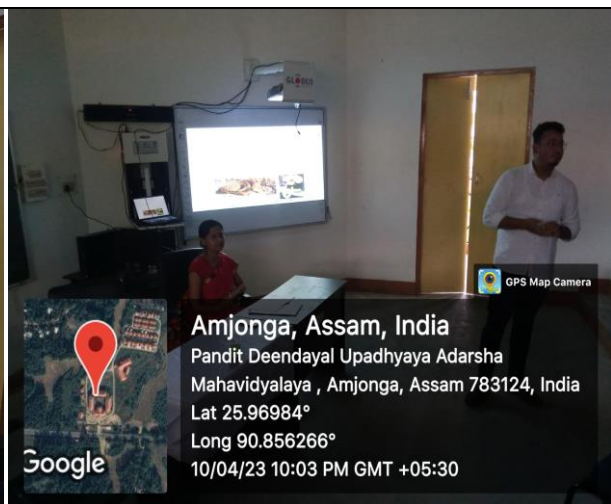 GLOBUS
GPS Map Camera
Amjonga, Assam, India
Pandit Deendayal Upadhyaya Adarsha
Mahavidyalaya , Amjonga, Assam 783124, India
Lat 25.96984°
Long 90.856266°
10/04/23 10:03 PM GMT +05:30
Google